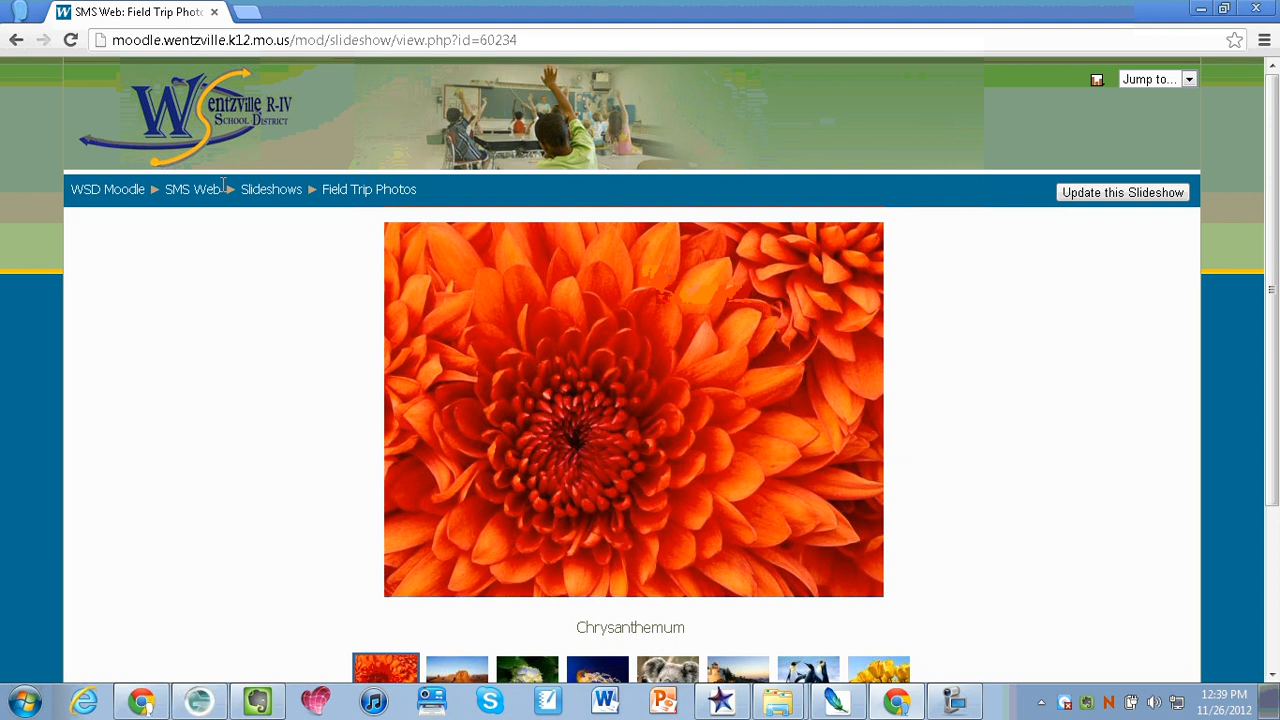 SMS Web: Field Trip Photo
moodle.wentzville.k12.mo.us/mod/slideshow/view.php?id=60234
Wentzville R-IV
School District
Jump to...
WSD Moodle ► SMS Web ► Slideshows ► Field Trip Photos
Update this Slideshow
Chrysanthemum
12:39 PM
11/26/2012